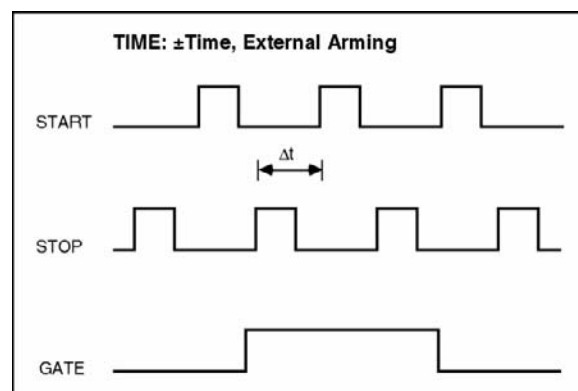 TIME: ±Time, External Arming
START
Δt
STOP
GATE